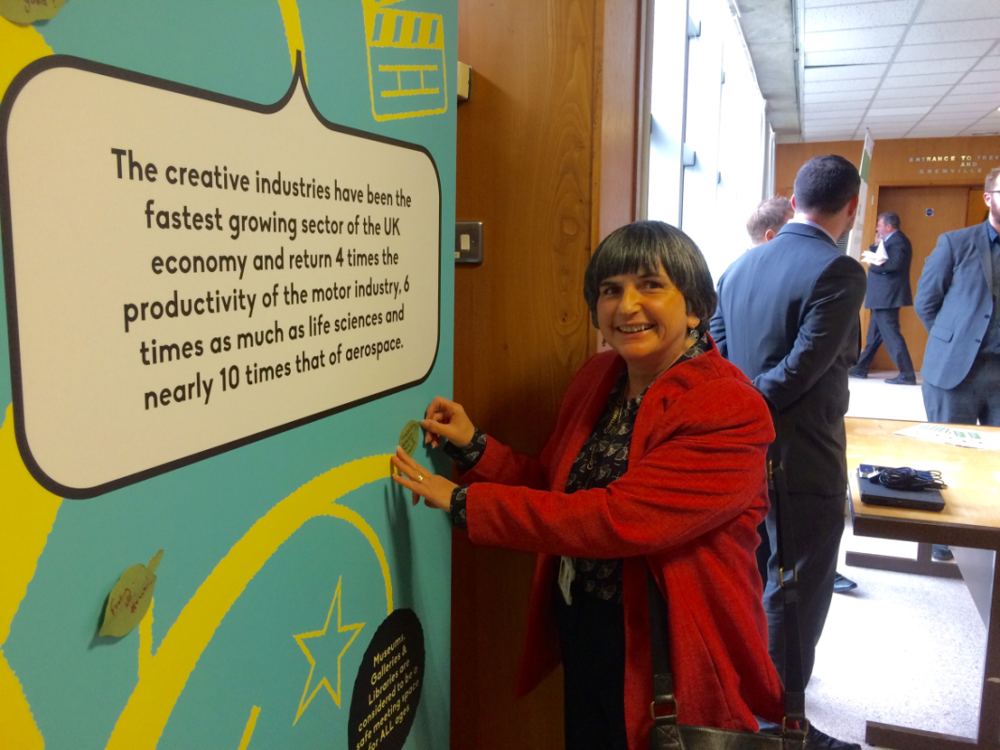 good!
The creative industries have been the
fastest growing sector of the UK
economy and return 4 times the
productivity of the motor industry, 6
times as much as life sciences and
nearly 10 times that of aerospace.
ENTRANCE TO
AND
GRENVILLE
Museums,
Galleries &
Libraries are
considered to be a
safe meeting space
for ALL ages